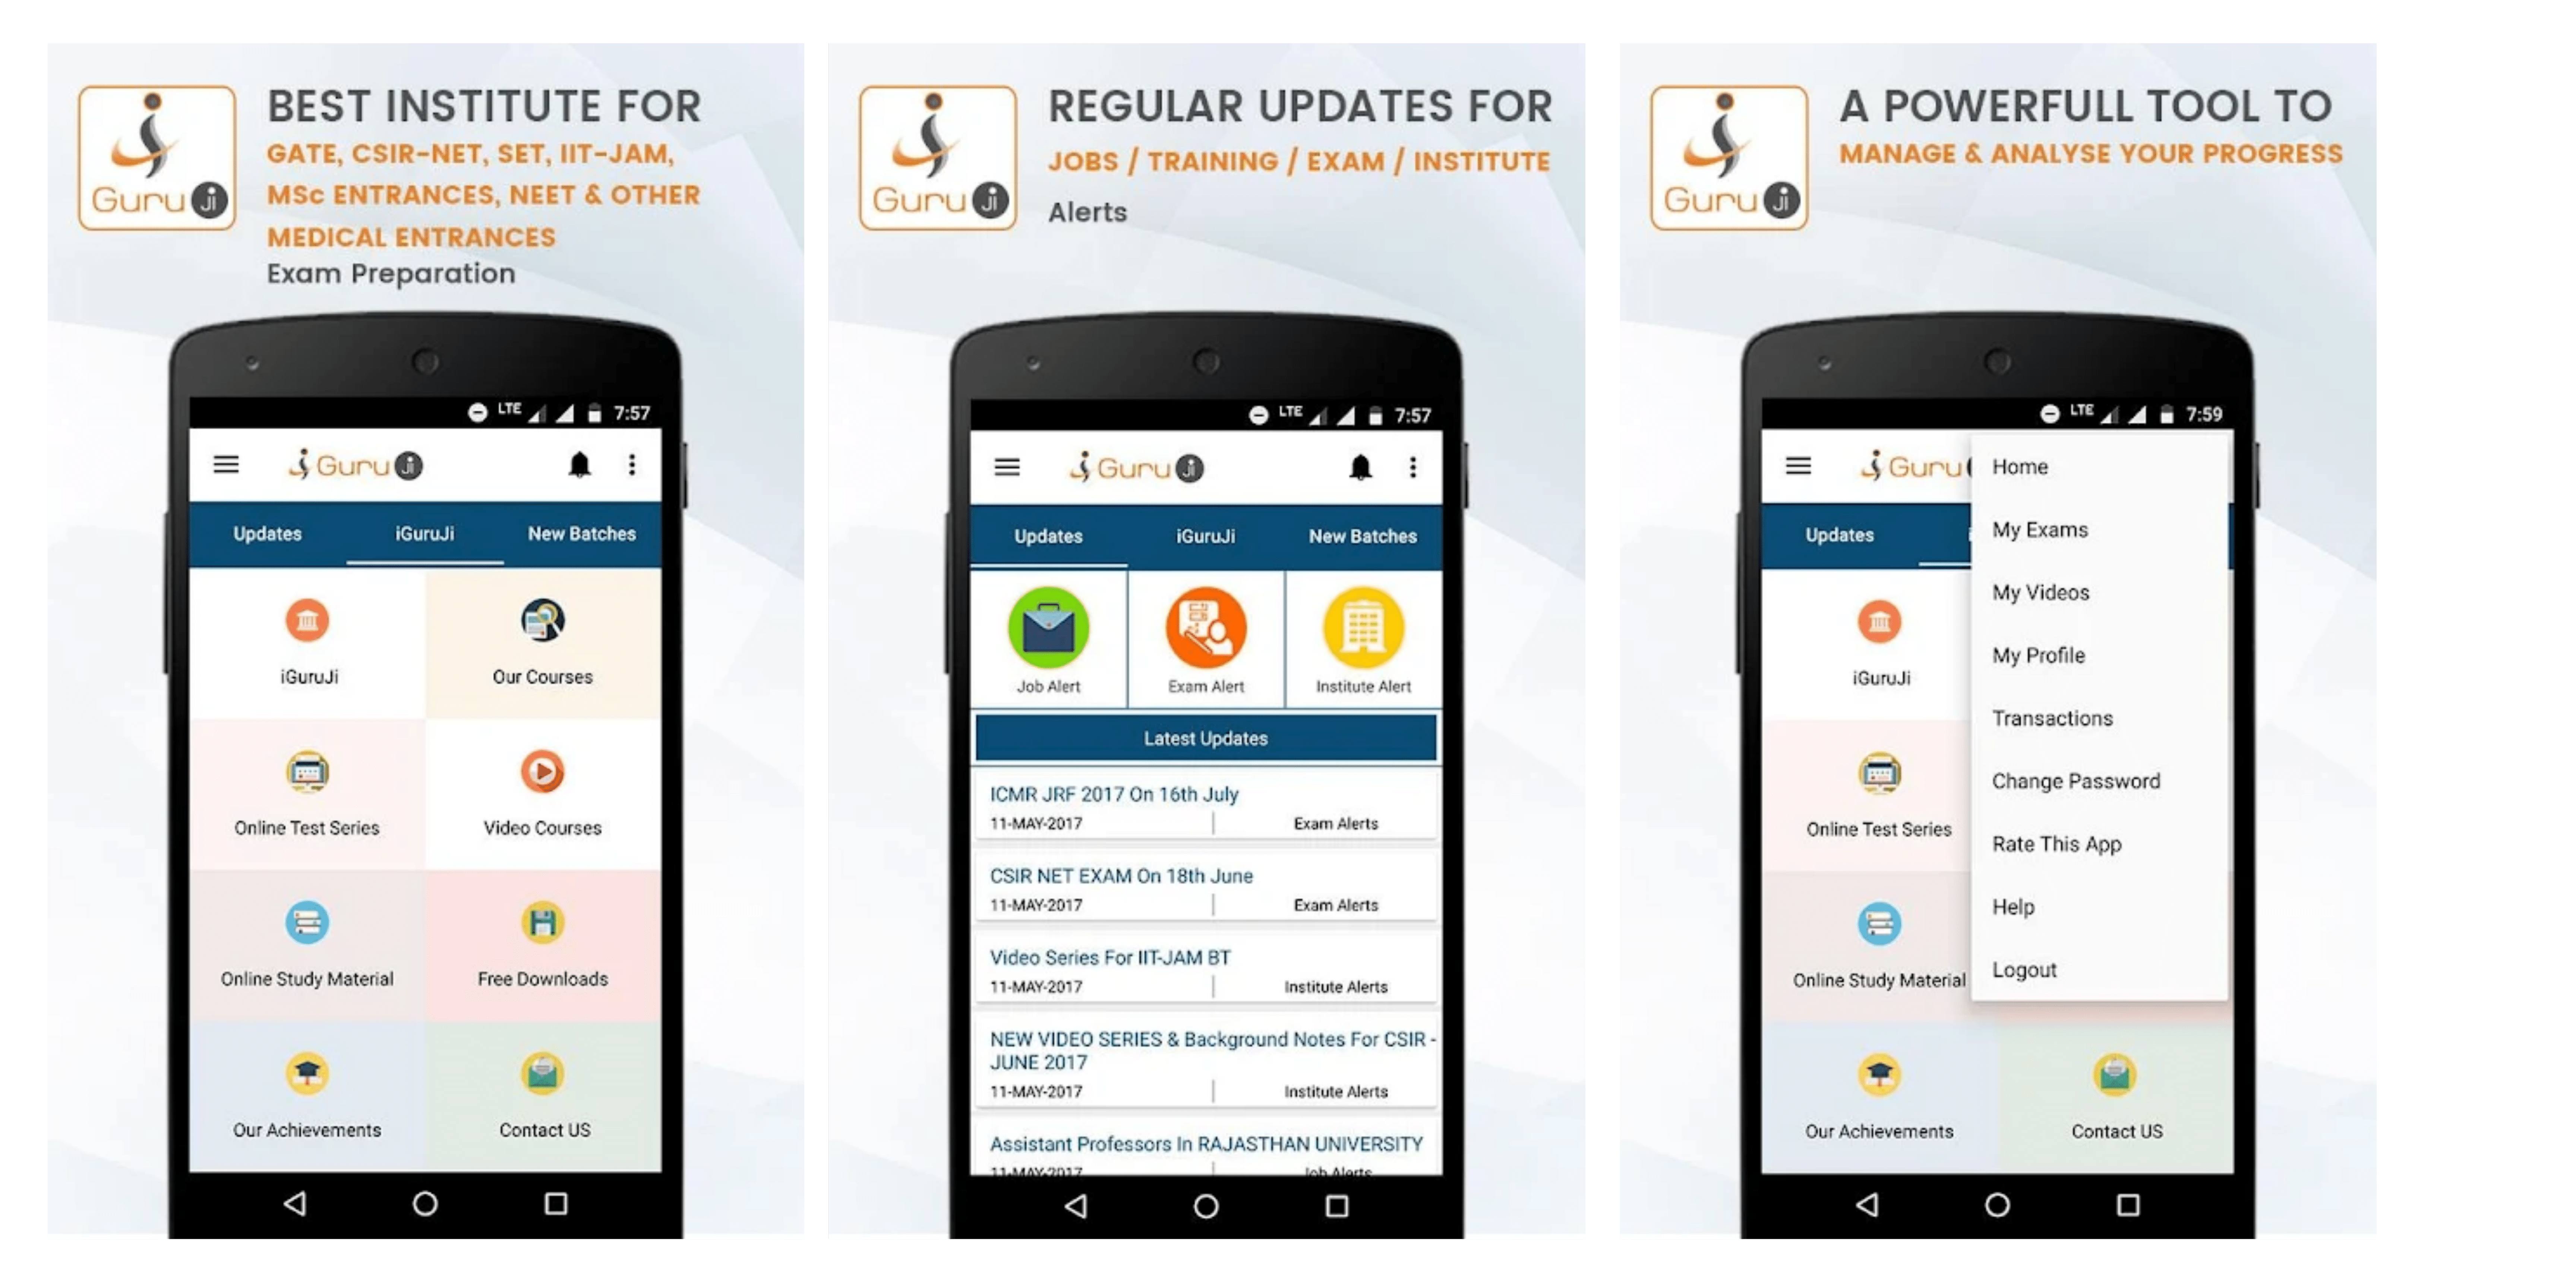 Guru Ji
BEST INSTITUTE FOR
GATE, CSIR-NET, SET, IIT-JAM,
MSc ENTRANCES, NEET & OTHER
MEDICAL ENTRANCES
Exam Preparation
LTE 7:57
Guru Ji
Updates iGuruJi New Batches
iGuruJi Our Courses
Online Test Series Video Courses
Online Study Material Free Downloads
Our Achievements Contact US
Guru Ji
REGULAR UPDATES FOR
JOBS / TRAINING / EXAM / INSTITUTE
Alerts
LTE 7:57
Guru Ji
Updates iGuruJi New Batches
Job Alert Exam Alert Institute Alert
Latest Updates
ICMR JRF 2017 On 16th July
11-MAY-2017 | Exam Alerts
CSIR NET EXAM On 18th June
11-MAY-2017 | Exam Alerts
Video Series For IIT-JAM BT
11-MAY-2017 | Institute Alerts
NEW VIDEO SERIES & Background Notes For CSIR -
JUNE 2017
11-MAY-2017 | Institute Alerts
Assistant Professors In RAJASTHAN UNIVERSITY
11-MAY-2017 | Job Alerts
Guru Ji
A POWERFULL TOOL TO
MANAGE & ANALYSE YOUR PROGRESS
LTE 7:59
Guru
Updates
iGuruJi
Online Test Series
Online Study Material
Our Achievements Contact US
Home
My Exams
My Videos
My Profile
Transactions
Change Password
Rate This App
Help
Logout